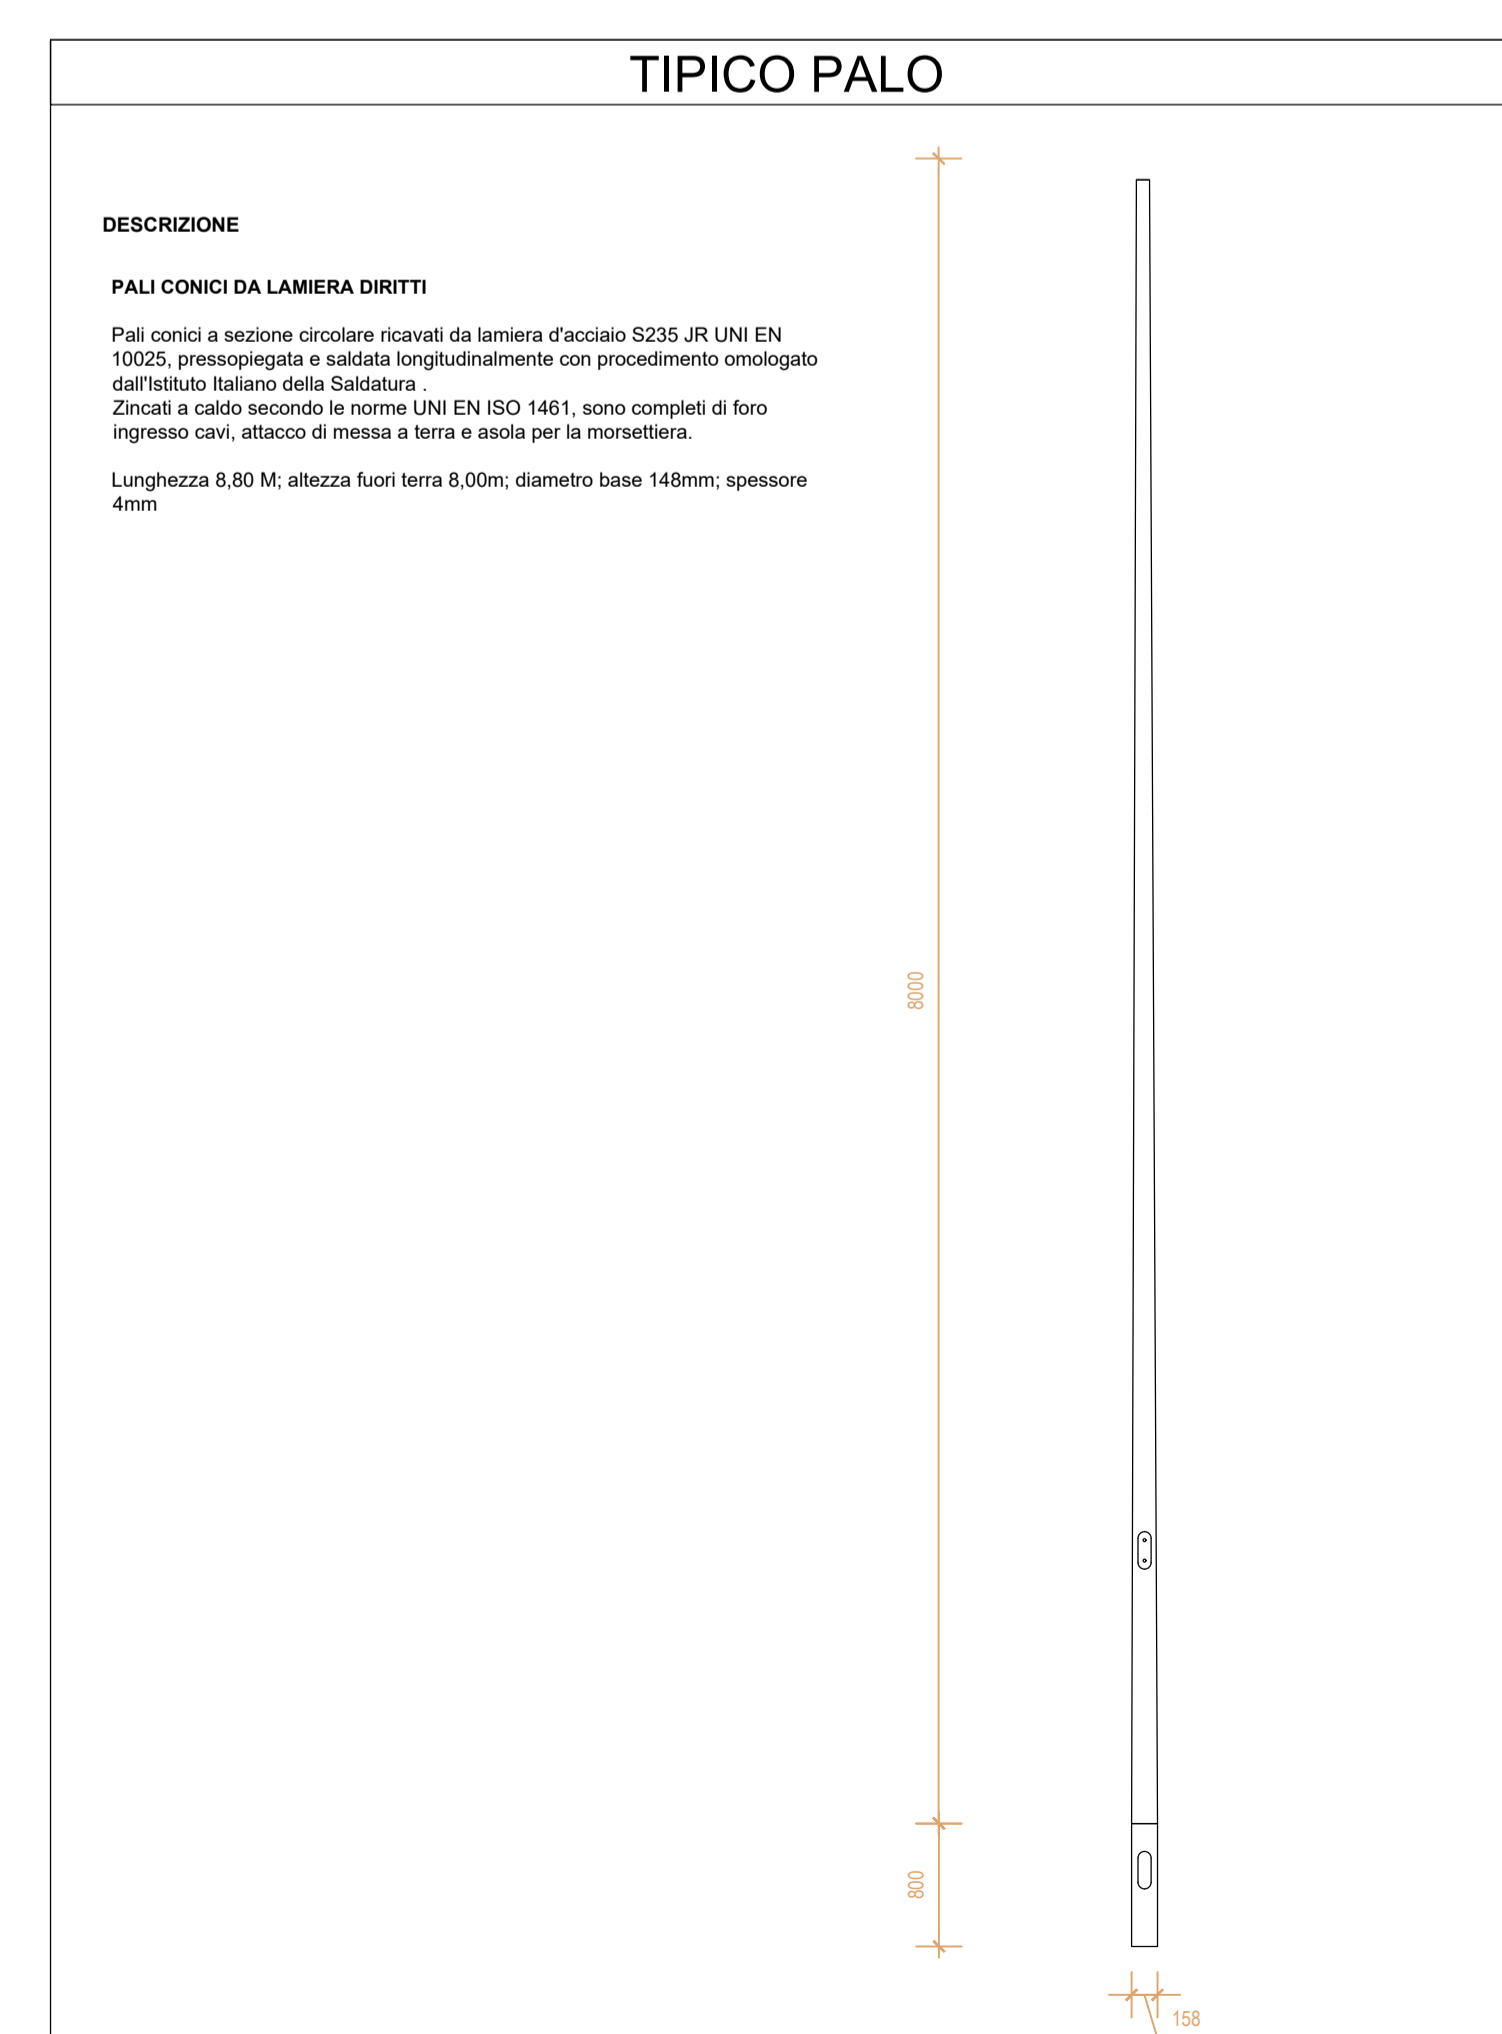 TIPICO PALO
DESCRIZIONE
PALI CONICI DA LAMIERA DIRITTI
Pali conici a sezione circolare ricavati da lamiera d'acciaio S235 JR UNI EN
10025, pressopiegata e saldata longitudinalmente con procedimento omologato
dall'Istituto Italiano della Saldatura .
Zincati a caldo secondo le norme UNI EN ISO 1461, sono completi di foro
ingresso cavi, attacco di messa a terra e asola per la morsettiera.
Lunghezza 8,80 M; altezza fuori terra 8,00m; diametro base 148mm; spessore
4mm
8000
800
158